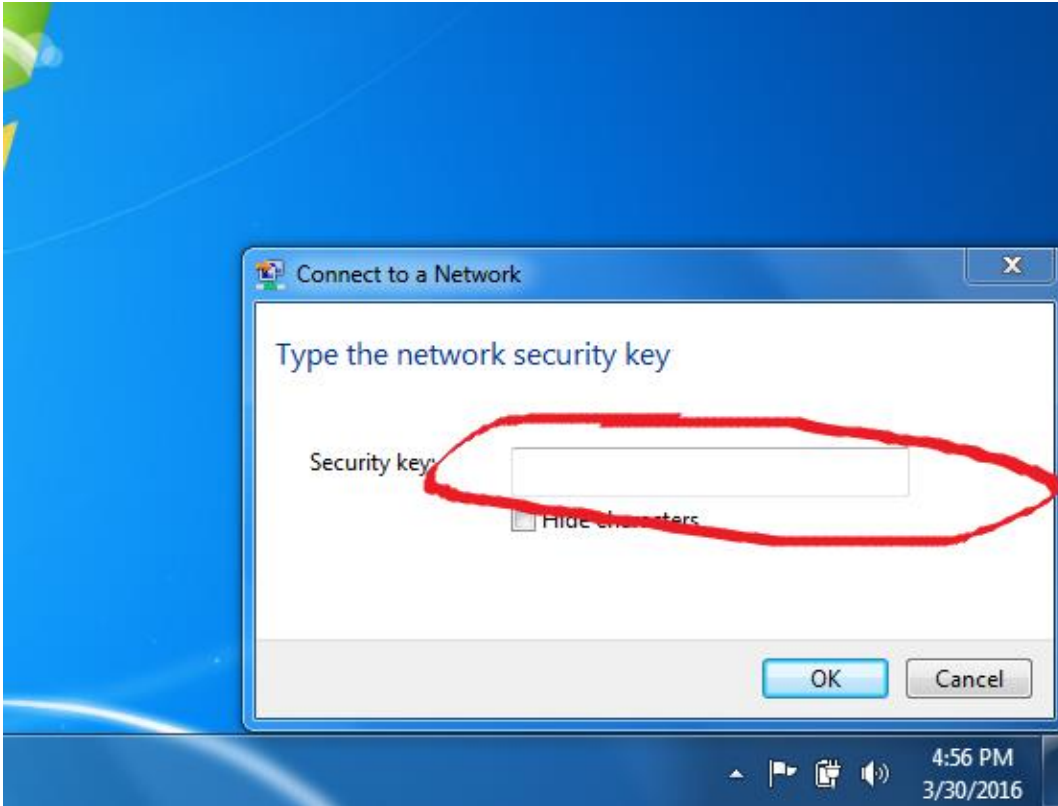 Connect to a Network
Type the network security key
Security key:
Hide characters
OK
Cancel
4:56 PM
3/30/2016